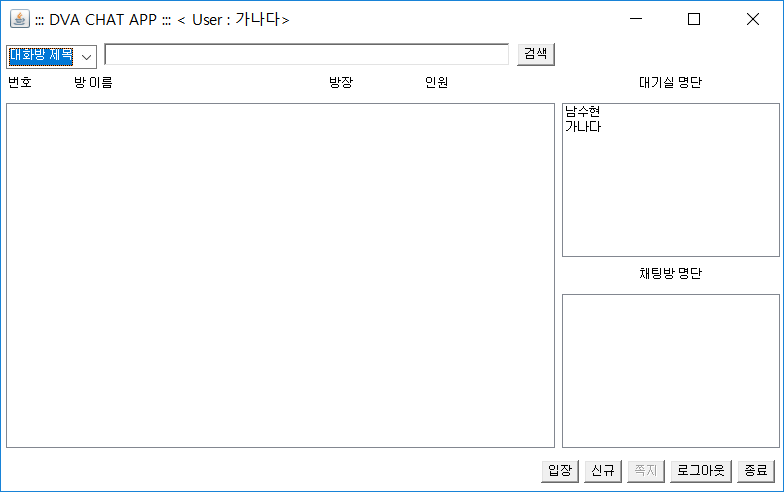 ::: DVA CHAT APP ::: < User : 가나다>
대화방 제목 검색
번호 방 이름 방장 인원 대기실 명단
남수현
가나다
채팅방 명단
입장 신규 쪽지 로그아웃 종료